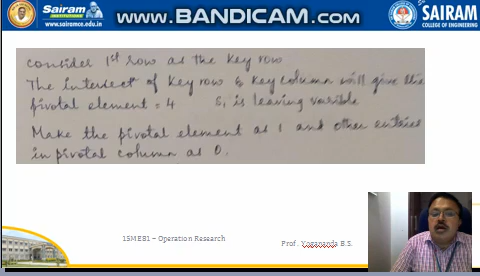 Sairam
INSTITUTIONS
www.sairamce.edu.in
WWW.BANDICAM.COM
SAIRAM
COLLEGE OF ENGINEERING
Consider 1st row as the key row
The intersect of key row & key column will give the
pivotal element = 4 S1 is leaving varible
Make the pivotal element as 1 and other entries
in pivotal column as 0.
15ME81 – Operation Research
Prof. Yogananda B.S.